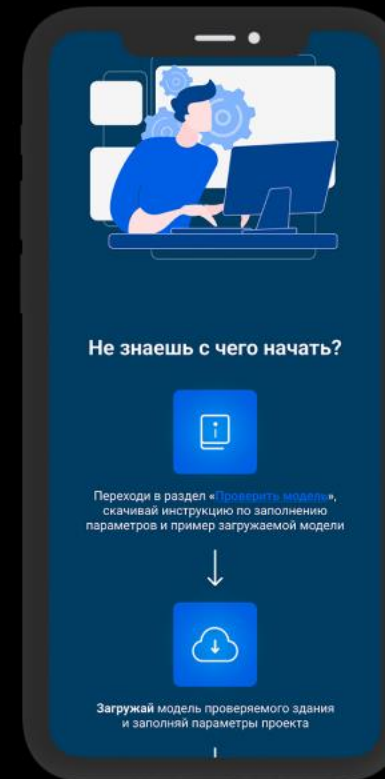 Не знаешь с чего начать?
Переходи в раздел «Проверить модель»,
скачивай инструкцию по заполнению
параметров и пример загружаемой модели
Загружай модель проверяемого здания
и заполняй параметры проекта